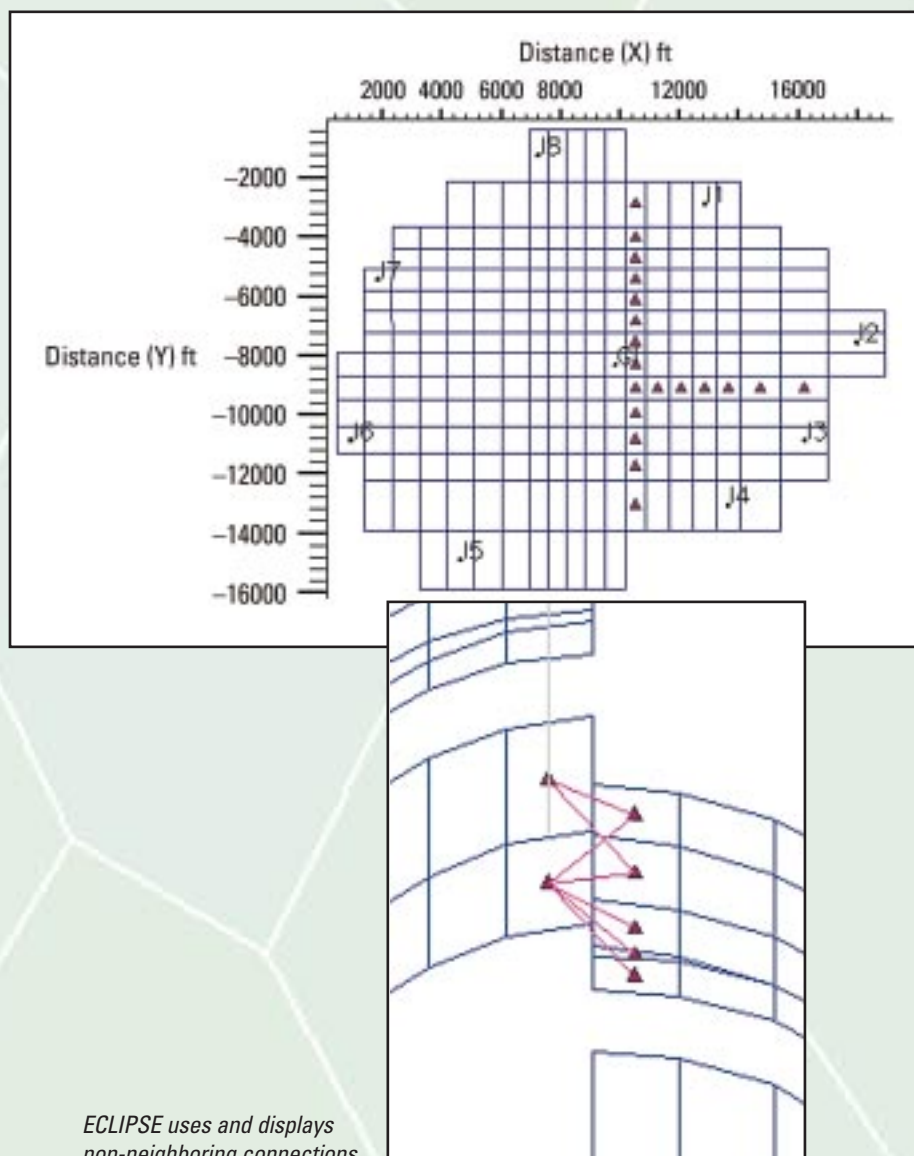 Distance (X) ft
2000 4000 6000 8000 12000 16000
J8
−2000
J1
−4000
J7
−6000
J2
Distance (Y) ft
−8000
G
−10000
J6
J3
−12000
J4
−14000
J5
−16000
ECLIPSE uses and displays
non-neighboring connections